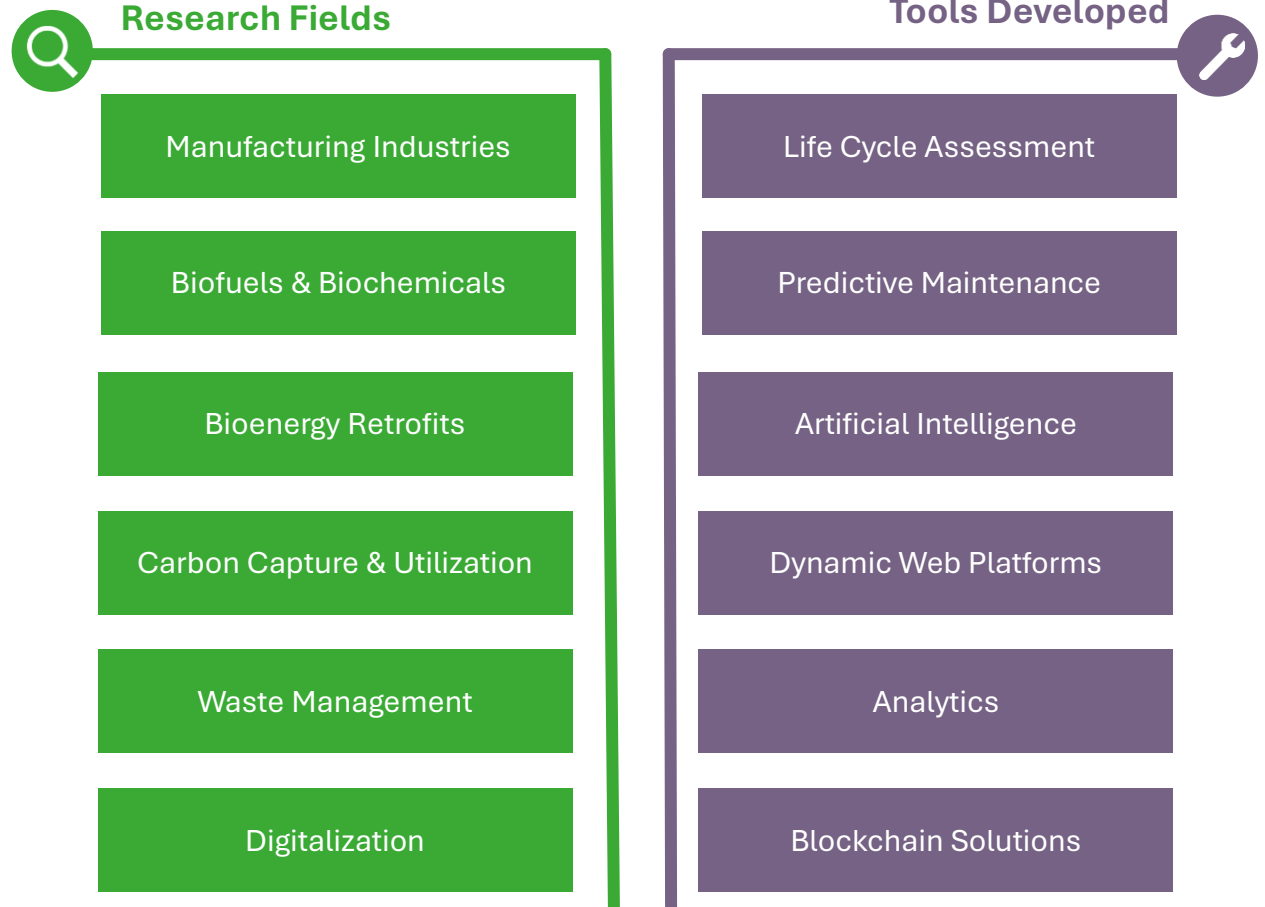 Research Fields
Manufacturing Industries
Biofuels & Biochemicals
Bioenergy Retrofits
Carbon Capture & Utilization
Waste Management
Digitalization
Tools Developed
Life Cycle Assessment
Predictive Maintenance
Artificial Intelligence
Dynamic Web Platforms
Analytics
Blockchain Solutions